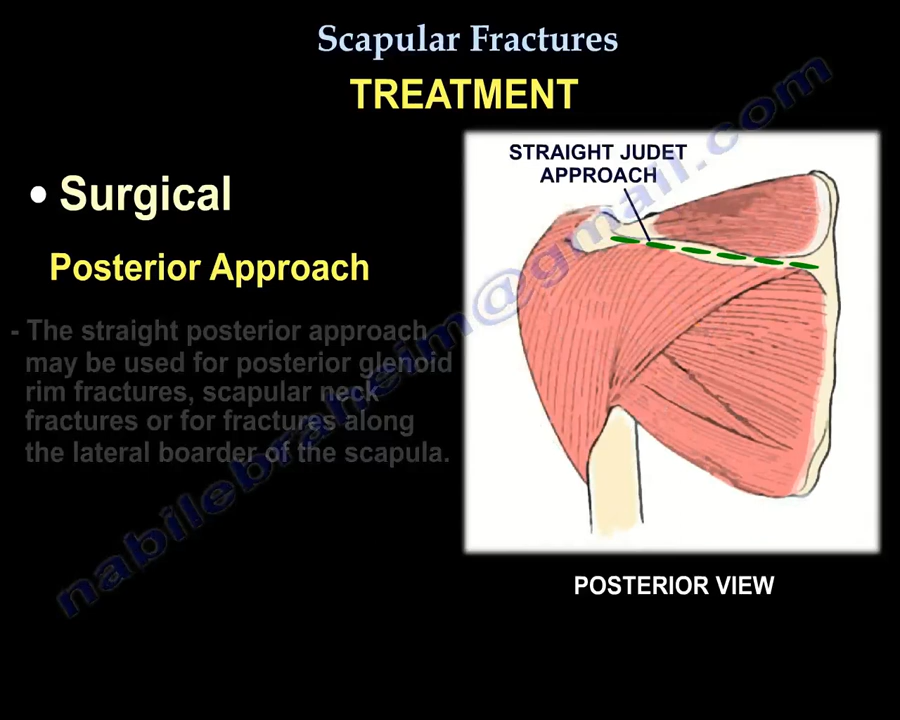 Scapular Fractures
TREATMENT
• Surgical
Posterior Approach
- The straight posterior approach
may be used for posterior glenoid
rim fractures, scapular neck
fractures or for fractures along
the lateral boarder of the scapula.
STRAIGHT JUDET
APPROACH
POSTERIOR VIEW
nabilebraheim@gmail.com